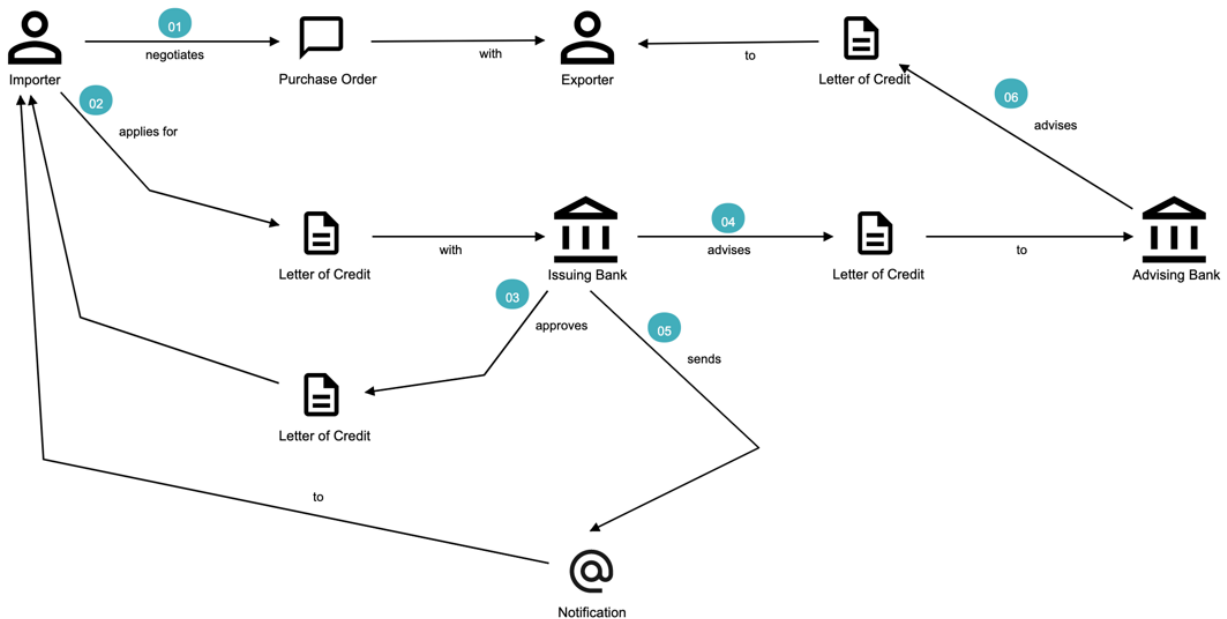 01
negotiates
with
to
Importer
Purchase Order
Exporter
Letter of Credit
02
applies for
06
advises
04
with
advises
to
Letter of Credit
Issuing Bank
Letter of Credit
Advising Bank
03
approves
05
sends
Letter of Credit
to
Notification